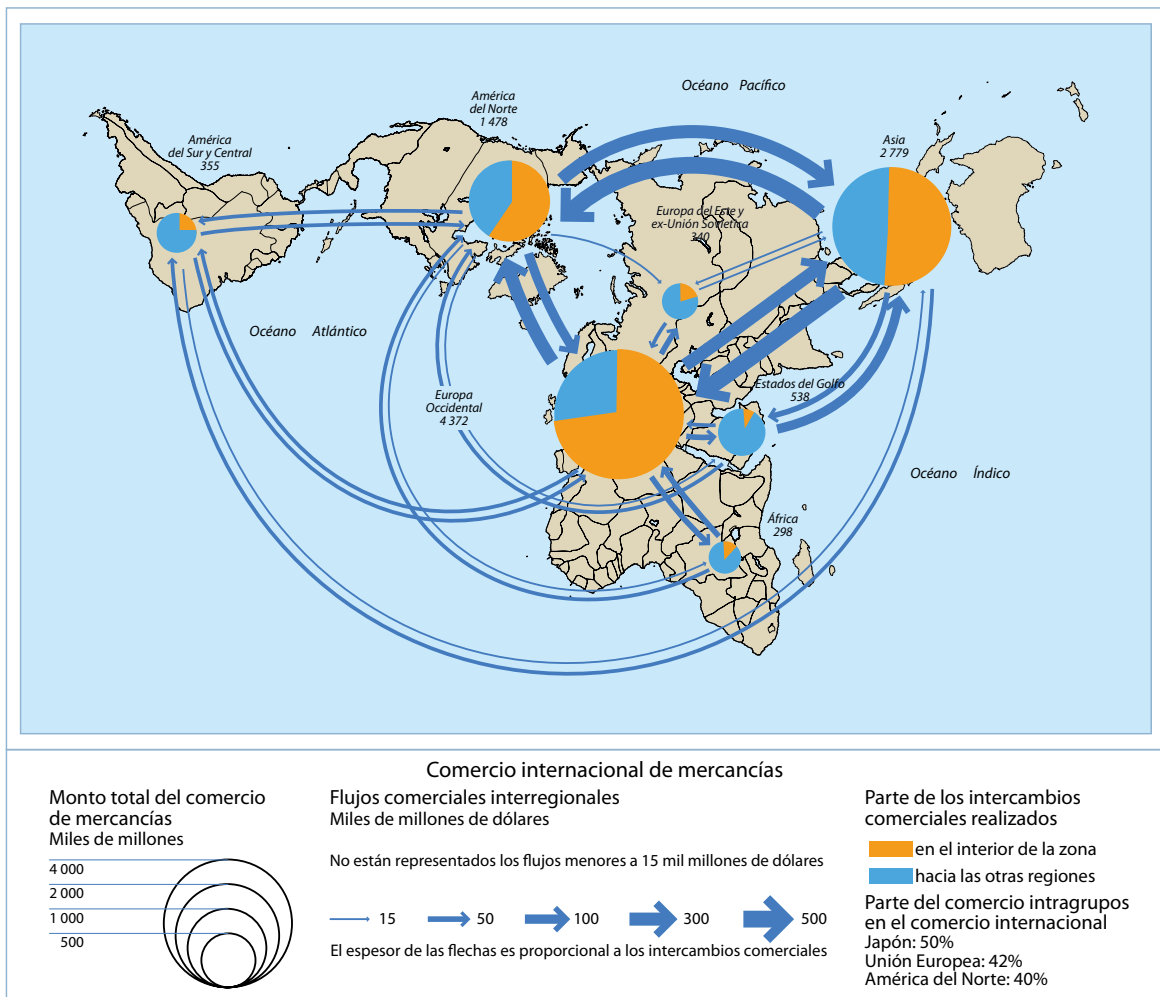 Océano Pacífico
América
del Norte
1 478
América
del Sur y Central
355
Asia
2 779
Europa del Este y
ex-Unión Soviética
340
Océano Atlántico
Europa
Occidental
4 372
Estados del Golfo
538
Océano Índico
África
298
Comercio internacional de mercancías
Monto total del comercio
de mercancías
Miles de millones
4 000
2 000
1 000
500
Flujos comerciales interregionales
Miles de millones de dólares
No están representados los flujos menores a 15 mil millones de dólares
15 50 100 300 500
El espesor de las flechas es proporcional a los intercambios comerciales
Parte de los intercambios
comerciales realizados
en el interior de la zona
hacia las otras regiones
Parte del comercio intragrupos
en el comercio internacional
Japón: 50%
Unión Europea: 42%
América del Norte: 40%